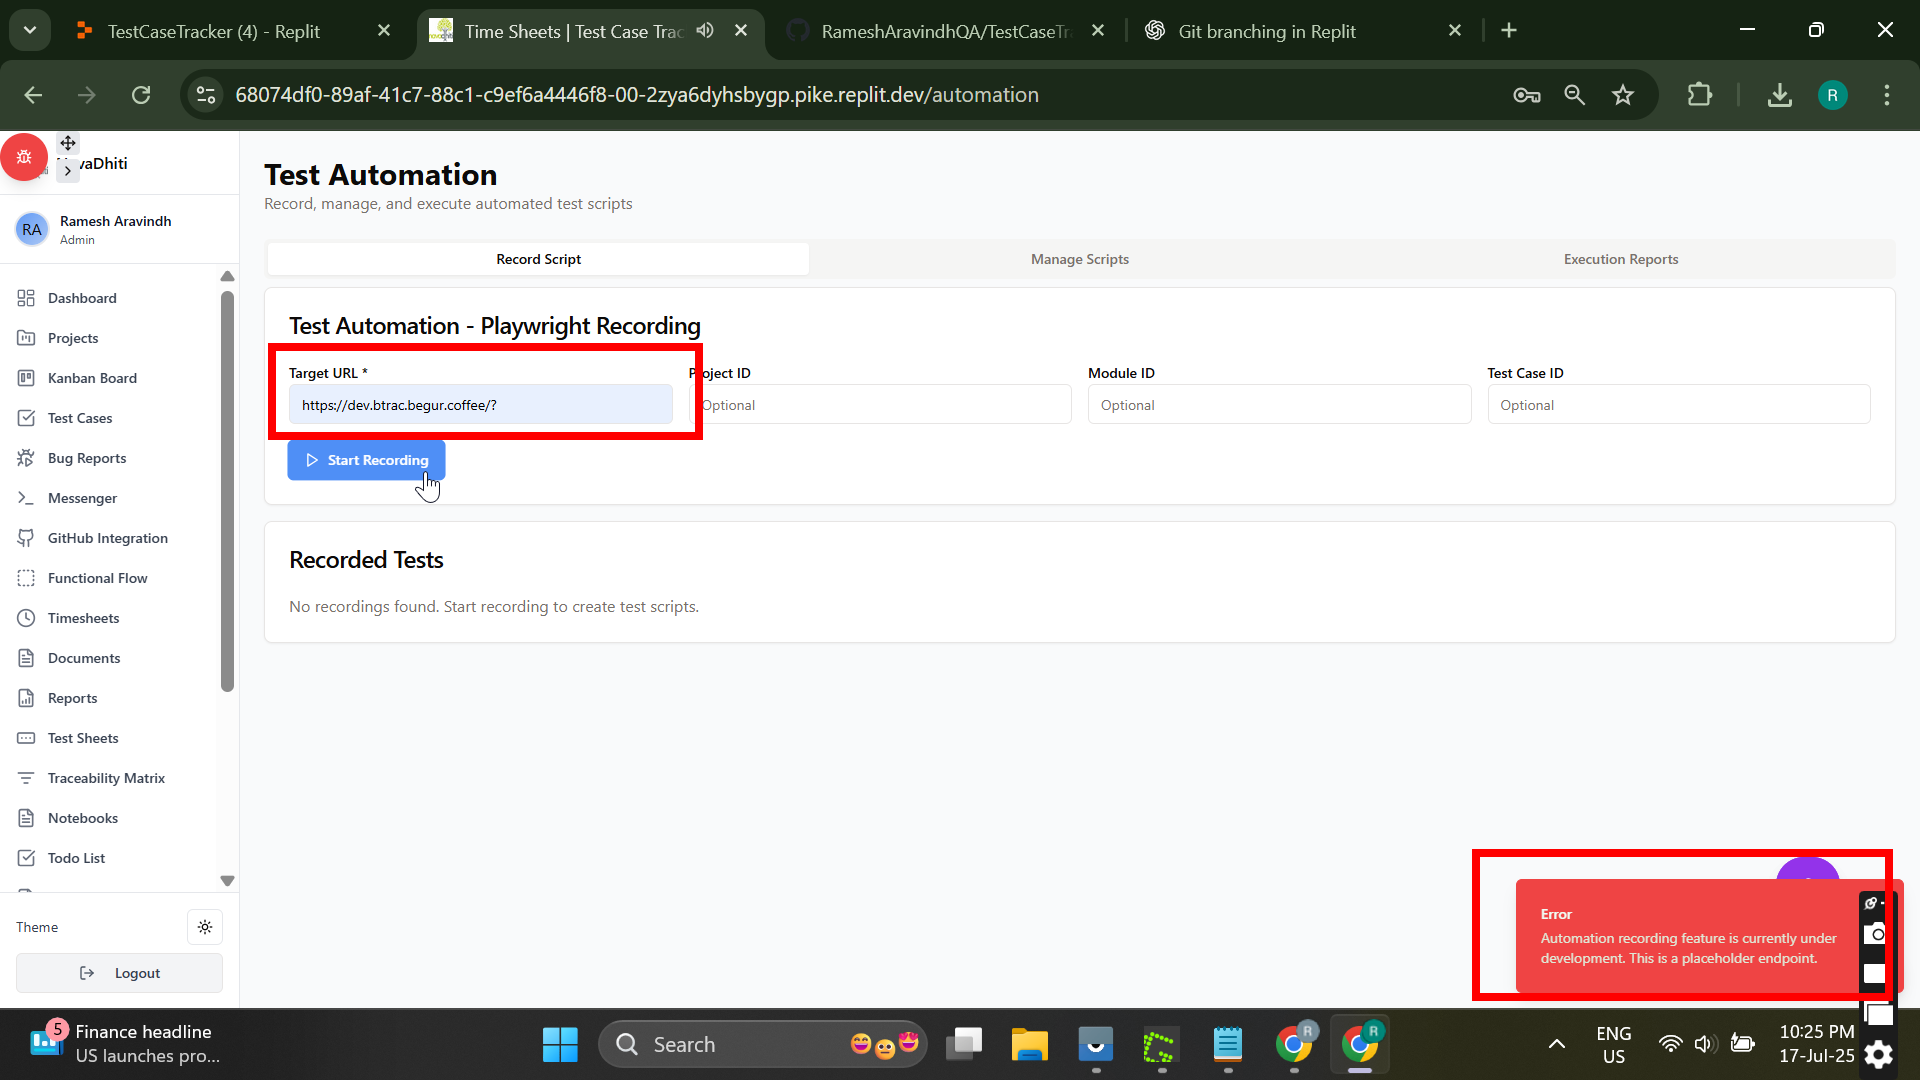 TestCaseTracker (4) - Replit
Time Sheets | Test Case Trac
RameshAravindhQA/TestCaseTr
Git branching in Replit
68074df0-89af-41c7-88c1-c9ef6a4446f8-00-2zya6dyhsbygp.pike.replit.dev/automation
R
vaDhiti
RA
Ramesh Aravindh
Admin
Dashboard
Projects
Kanban Board
Test Cases
Bug Reports
Messenger
GitHub Integration
Functional Flow
Timesheets
Documents
Reports
Test Sheets
Traceability Matrix
Notebooks
Todo List
Theme
Logout
Test Automation
Record, manage, and execute automated test scripts
Record Script
Manage Scripts
Execution Reports
Test Automation - Playwright Recording
Target URL *
Project ID
Module ID
Test Case ID
https://dev.btrac.begur.coffee/?
Optional
Optional
Optional
Start Recording
Recorded Tests
No recordings found. Start recording to create test scripts.
Error
Automation recording feature is currently under
development. This is a placeholder endpoint.
5
Finance headline
US launches pro...
Search
R
R
ENG
US
10:25 PM
17-Jul-25